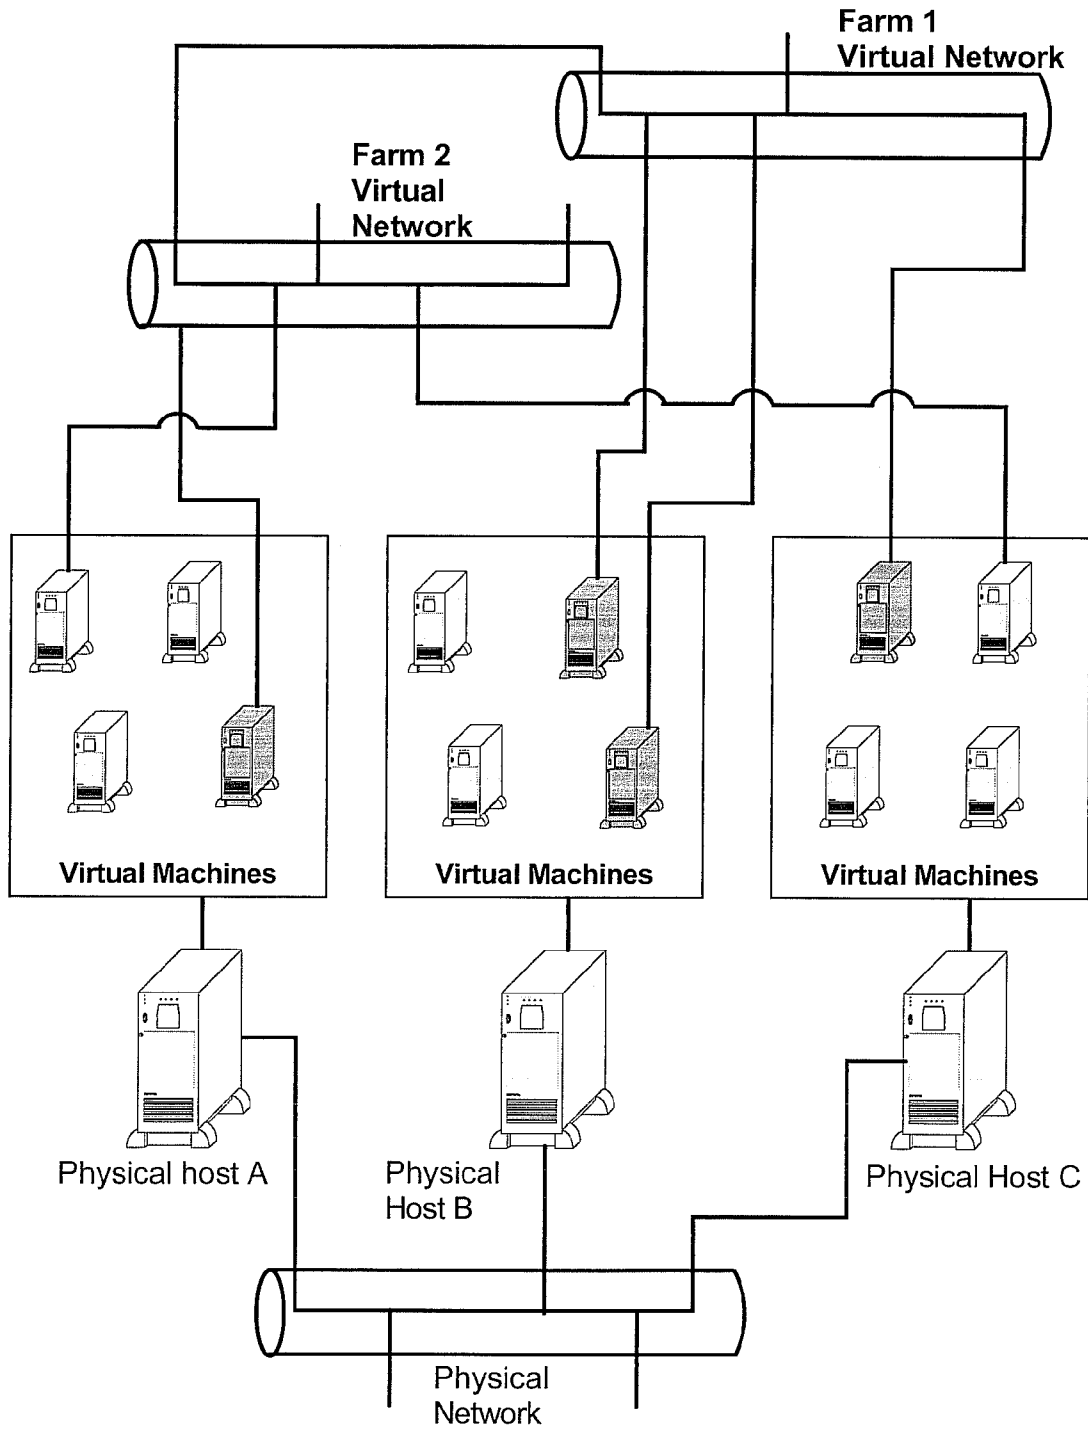 Farm 1
Virtual Network
Farm 2
Virtual
Network
Virtual Machines
Virtual Machines
Virtual Machines
Physical host A
Physical
Host B
Physical Host C
Physical
Network